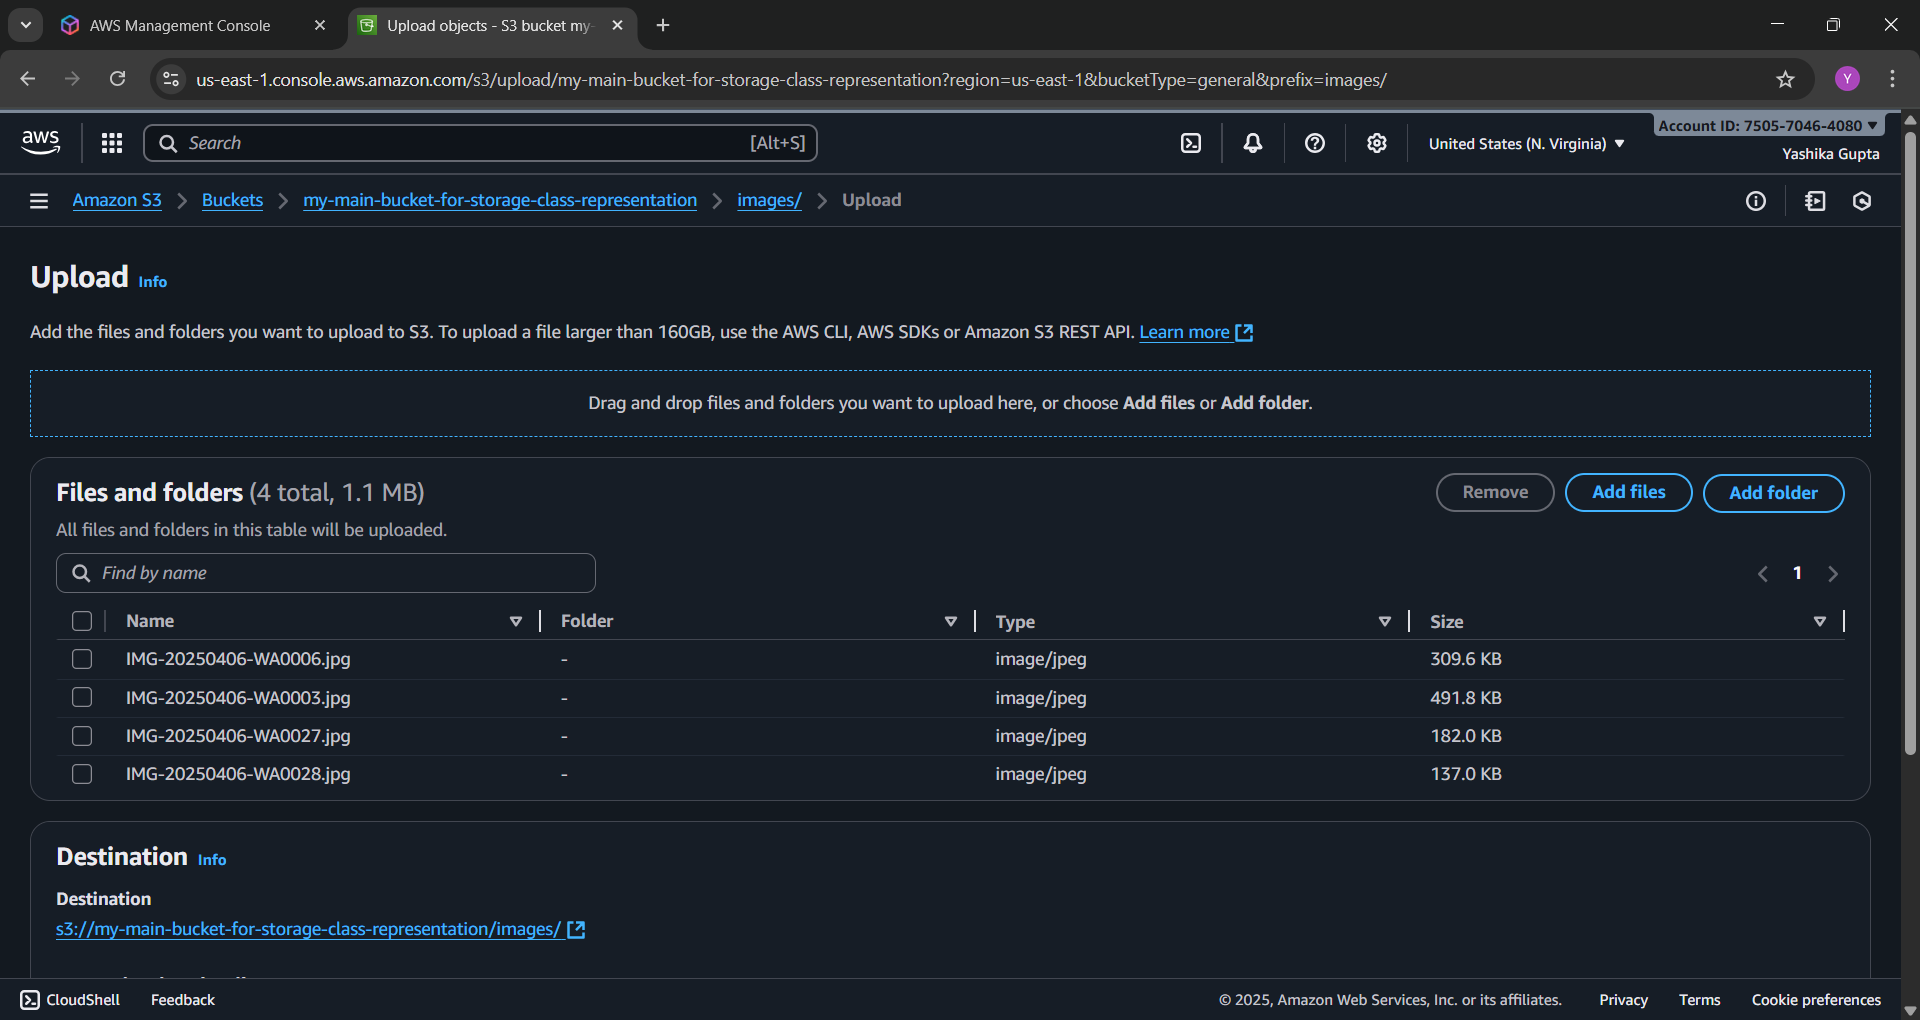 AWS Management Console
Upload objects - S3 bucket my-
us-east-1.console.aws.amazon.com/s3/upload/my-main-bucket-for-storage-class-representation?region=us-east-1&bucketType=general&prefix=images/
Y
aws
Search
[Alt+S]
United States (N. Virginia)
Account ID: 7505-7046-4080
Yashika Gupta
Amazon S3 > Buckets > my-main-bucket-for-storage-class-representation > images/ > Upload
Upload Info
Add the files and folders you want to upload to S3. To upload a file larger than 160GB, use the AWS CLI, AWS SDKs or Amazon S3 REST API. Learn more
Drag and drop files and folders you want to upload here, or choose Add files or Add folder.
Files and folders (4 total, 1.1 MB)
Remove
Add files
Add folder
All files and folders in this table will be uploaded.
Find by name
1
Name Folder Type Size
IMG-20250406-WA0006.jpg - image/jpeg 309.6 KB
IMG-20250406-WA0003.jpg - image/jpeg 491.8 KB
IMG-20250406-WA0027.jpg - image/jpeg 182.0 KB
IMG-20250406-WA0028.jpg - image/jpeg 137.0 KB
Destination Info
Destination
s3://my-main-bucket-for-storage-class-representation/images/
CloudShell Feedback © 2025, Amazon Web Services, Inc. or its affiliates. Privacy Terms Cookie preferences